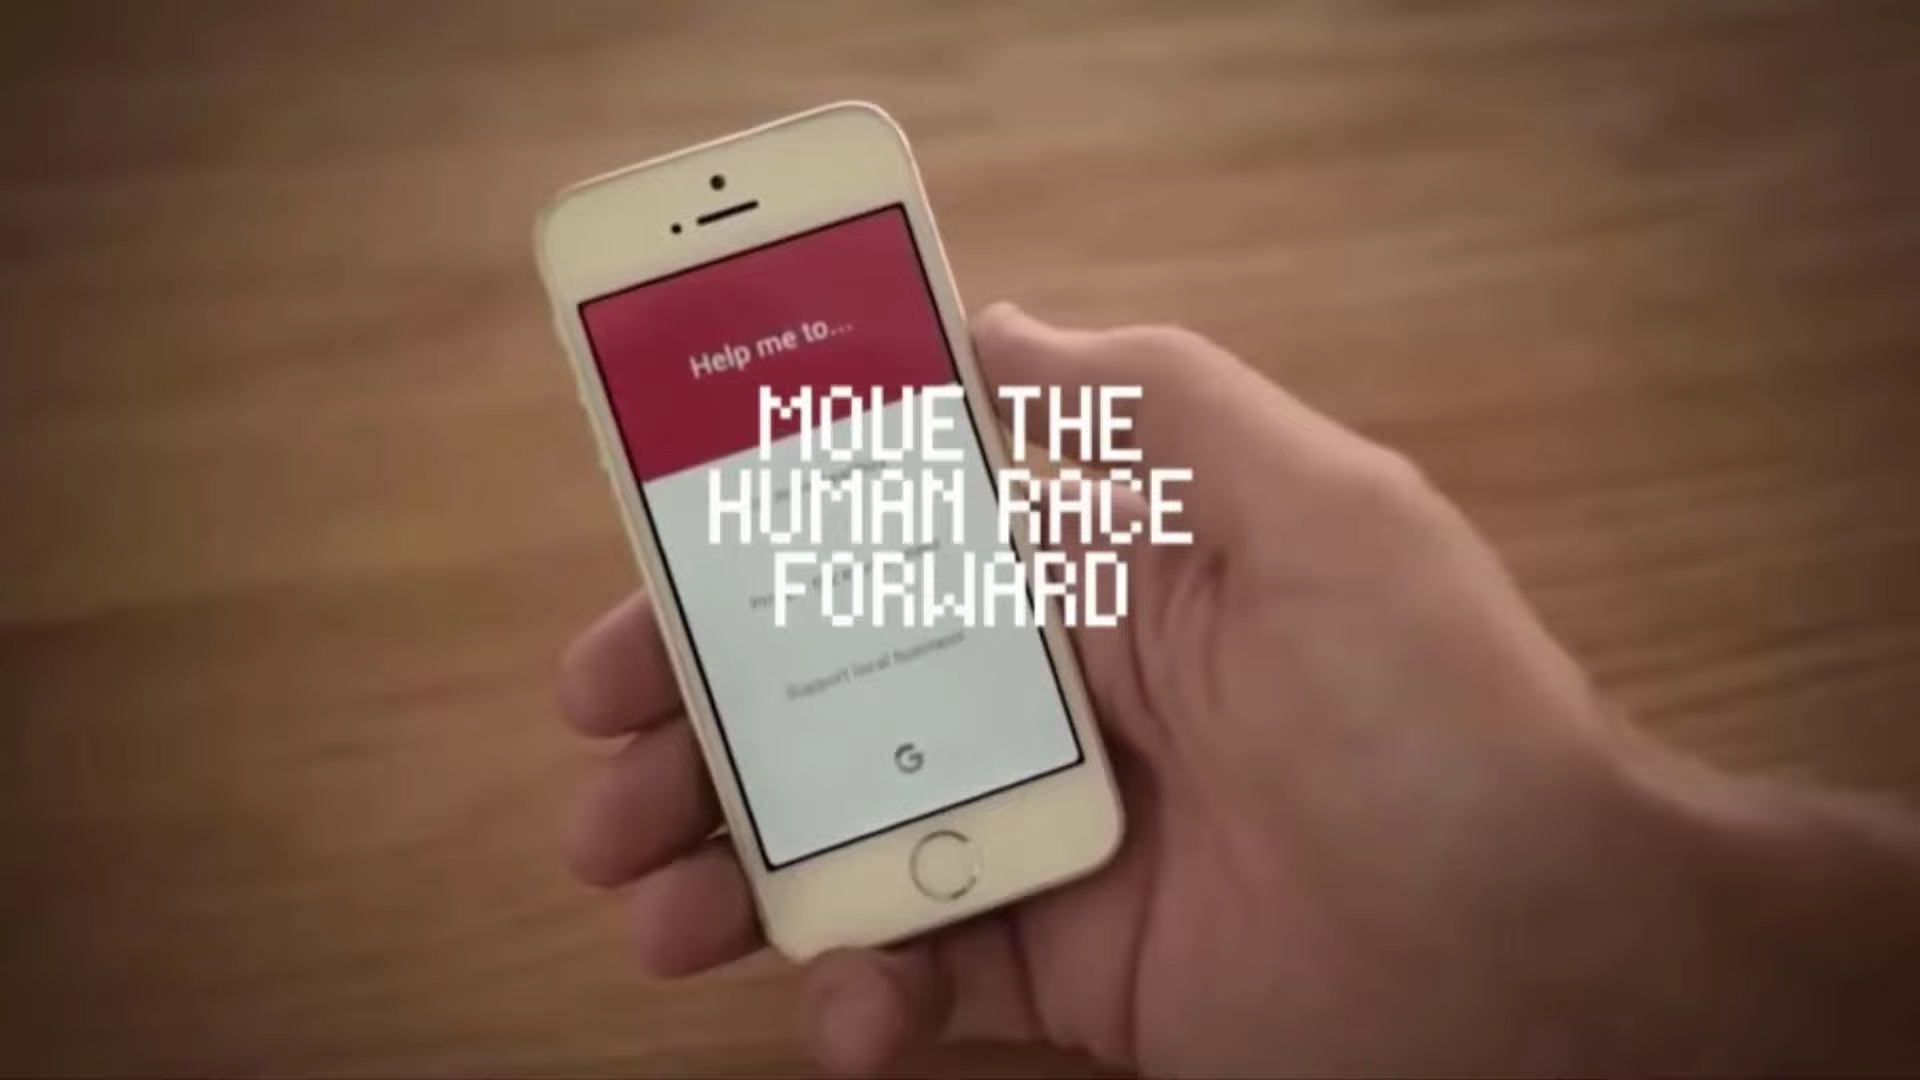 Help me to...
MOVE THE
HUMAN RACE
FORWARD
Support local business
G